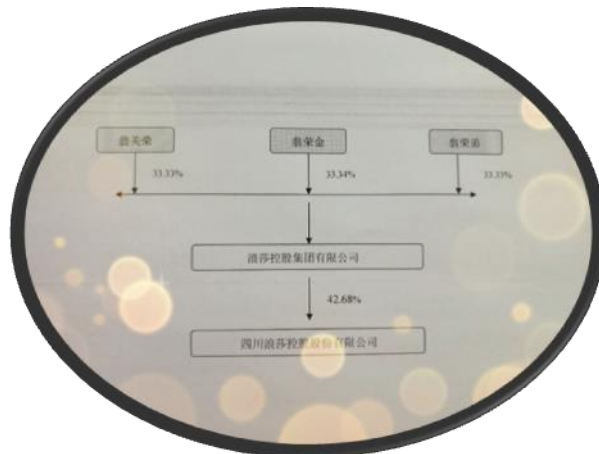 翁关荣 翁荣金 翁荣弟
33.33% 33.34% 33.33%
浪莎控股集团有限公司
42.68%
四川浪莎控股股份有限公司